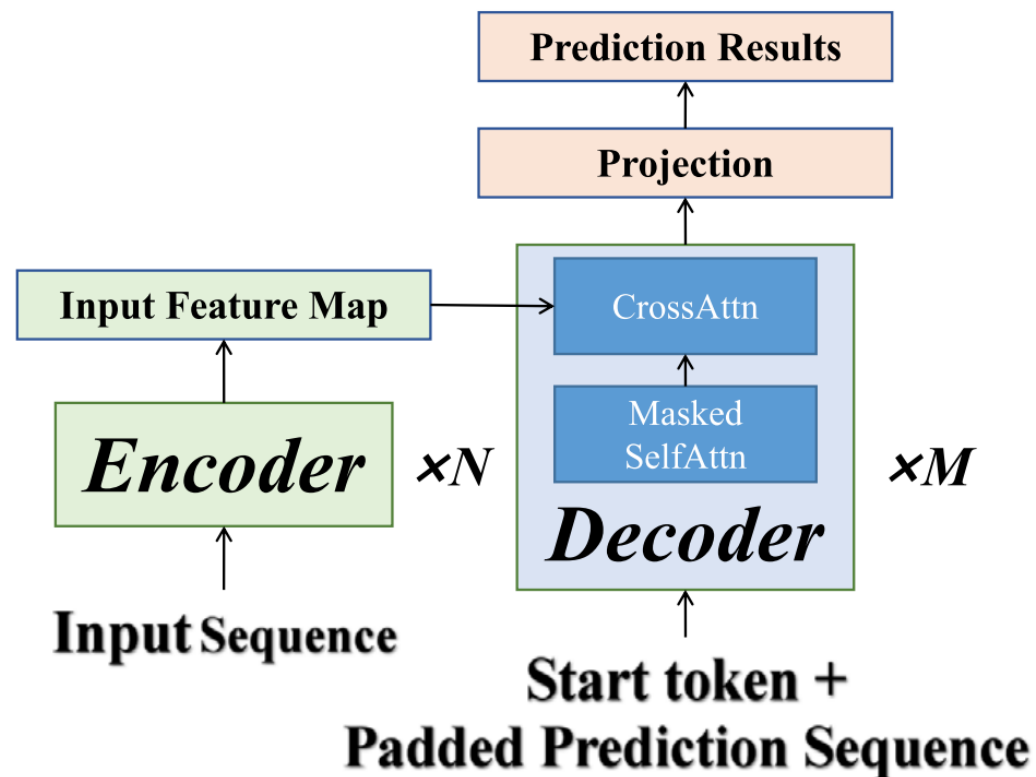 Prediction Results
Projection
Input Feature Map
CrossAttn
Masked
SelfAttn
Encoder
×N
Decoder
×M
Input Sequence
Start token +
Padded Prediction Sequence